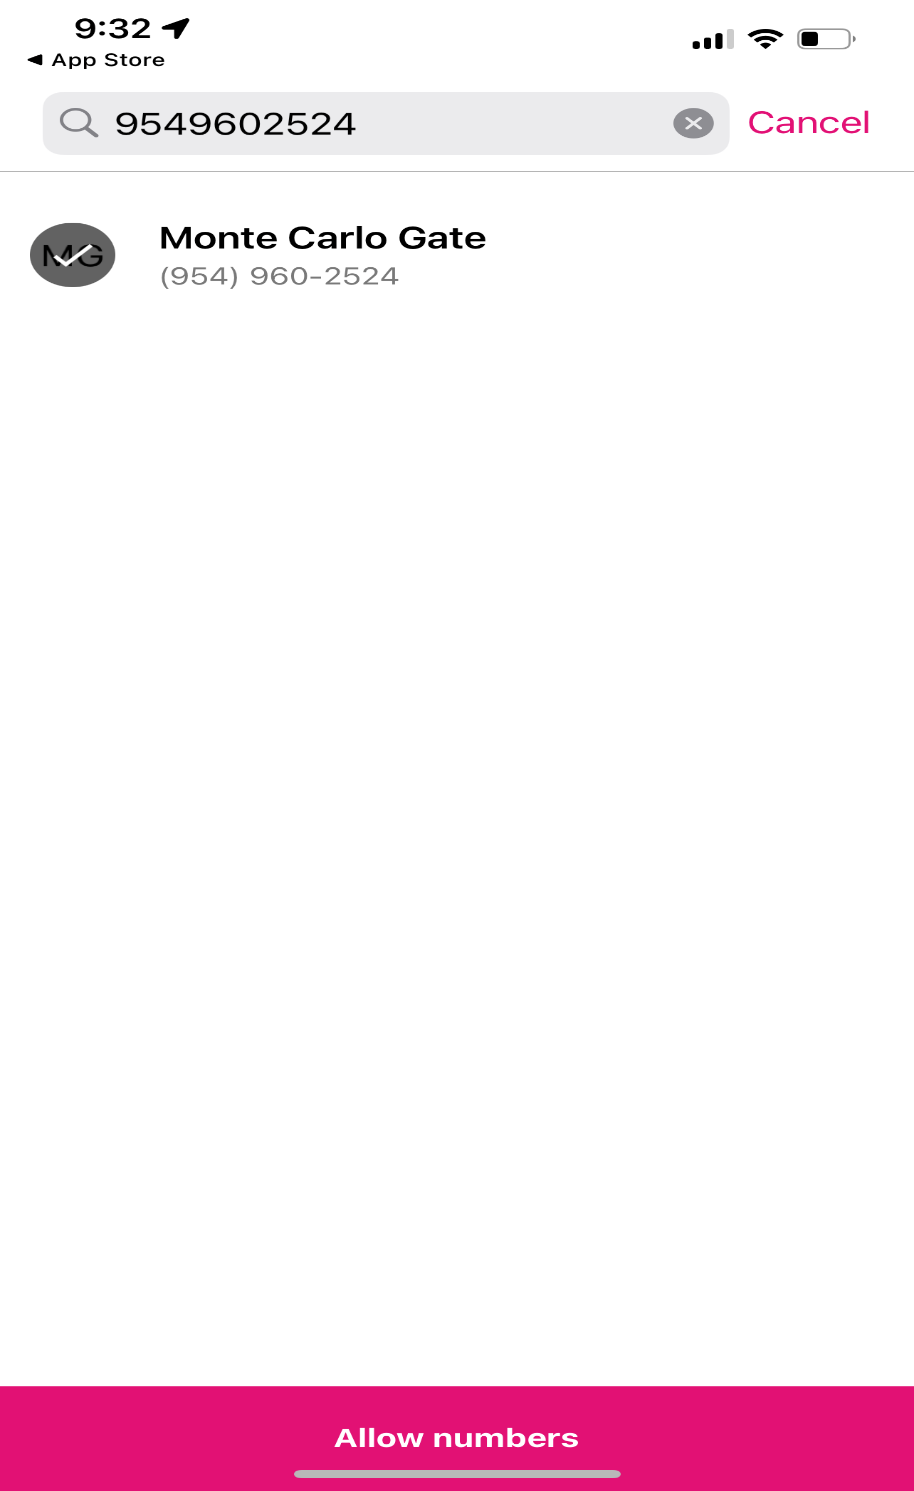 9:32
App Store
9549602524
Cancel
MG
Monte Carlo Gate
(954) 960-2524
Allow numbers